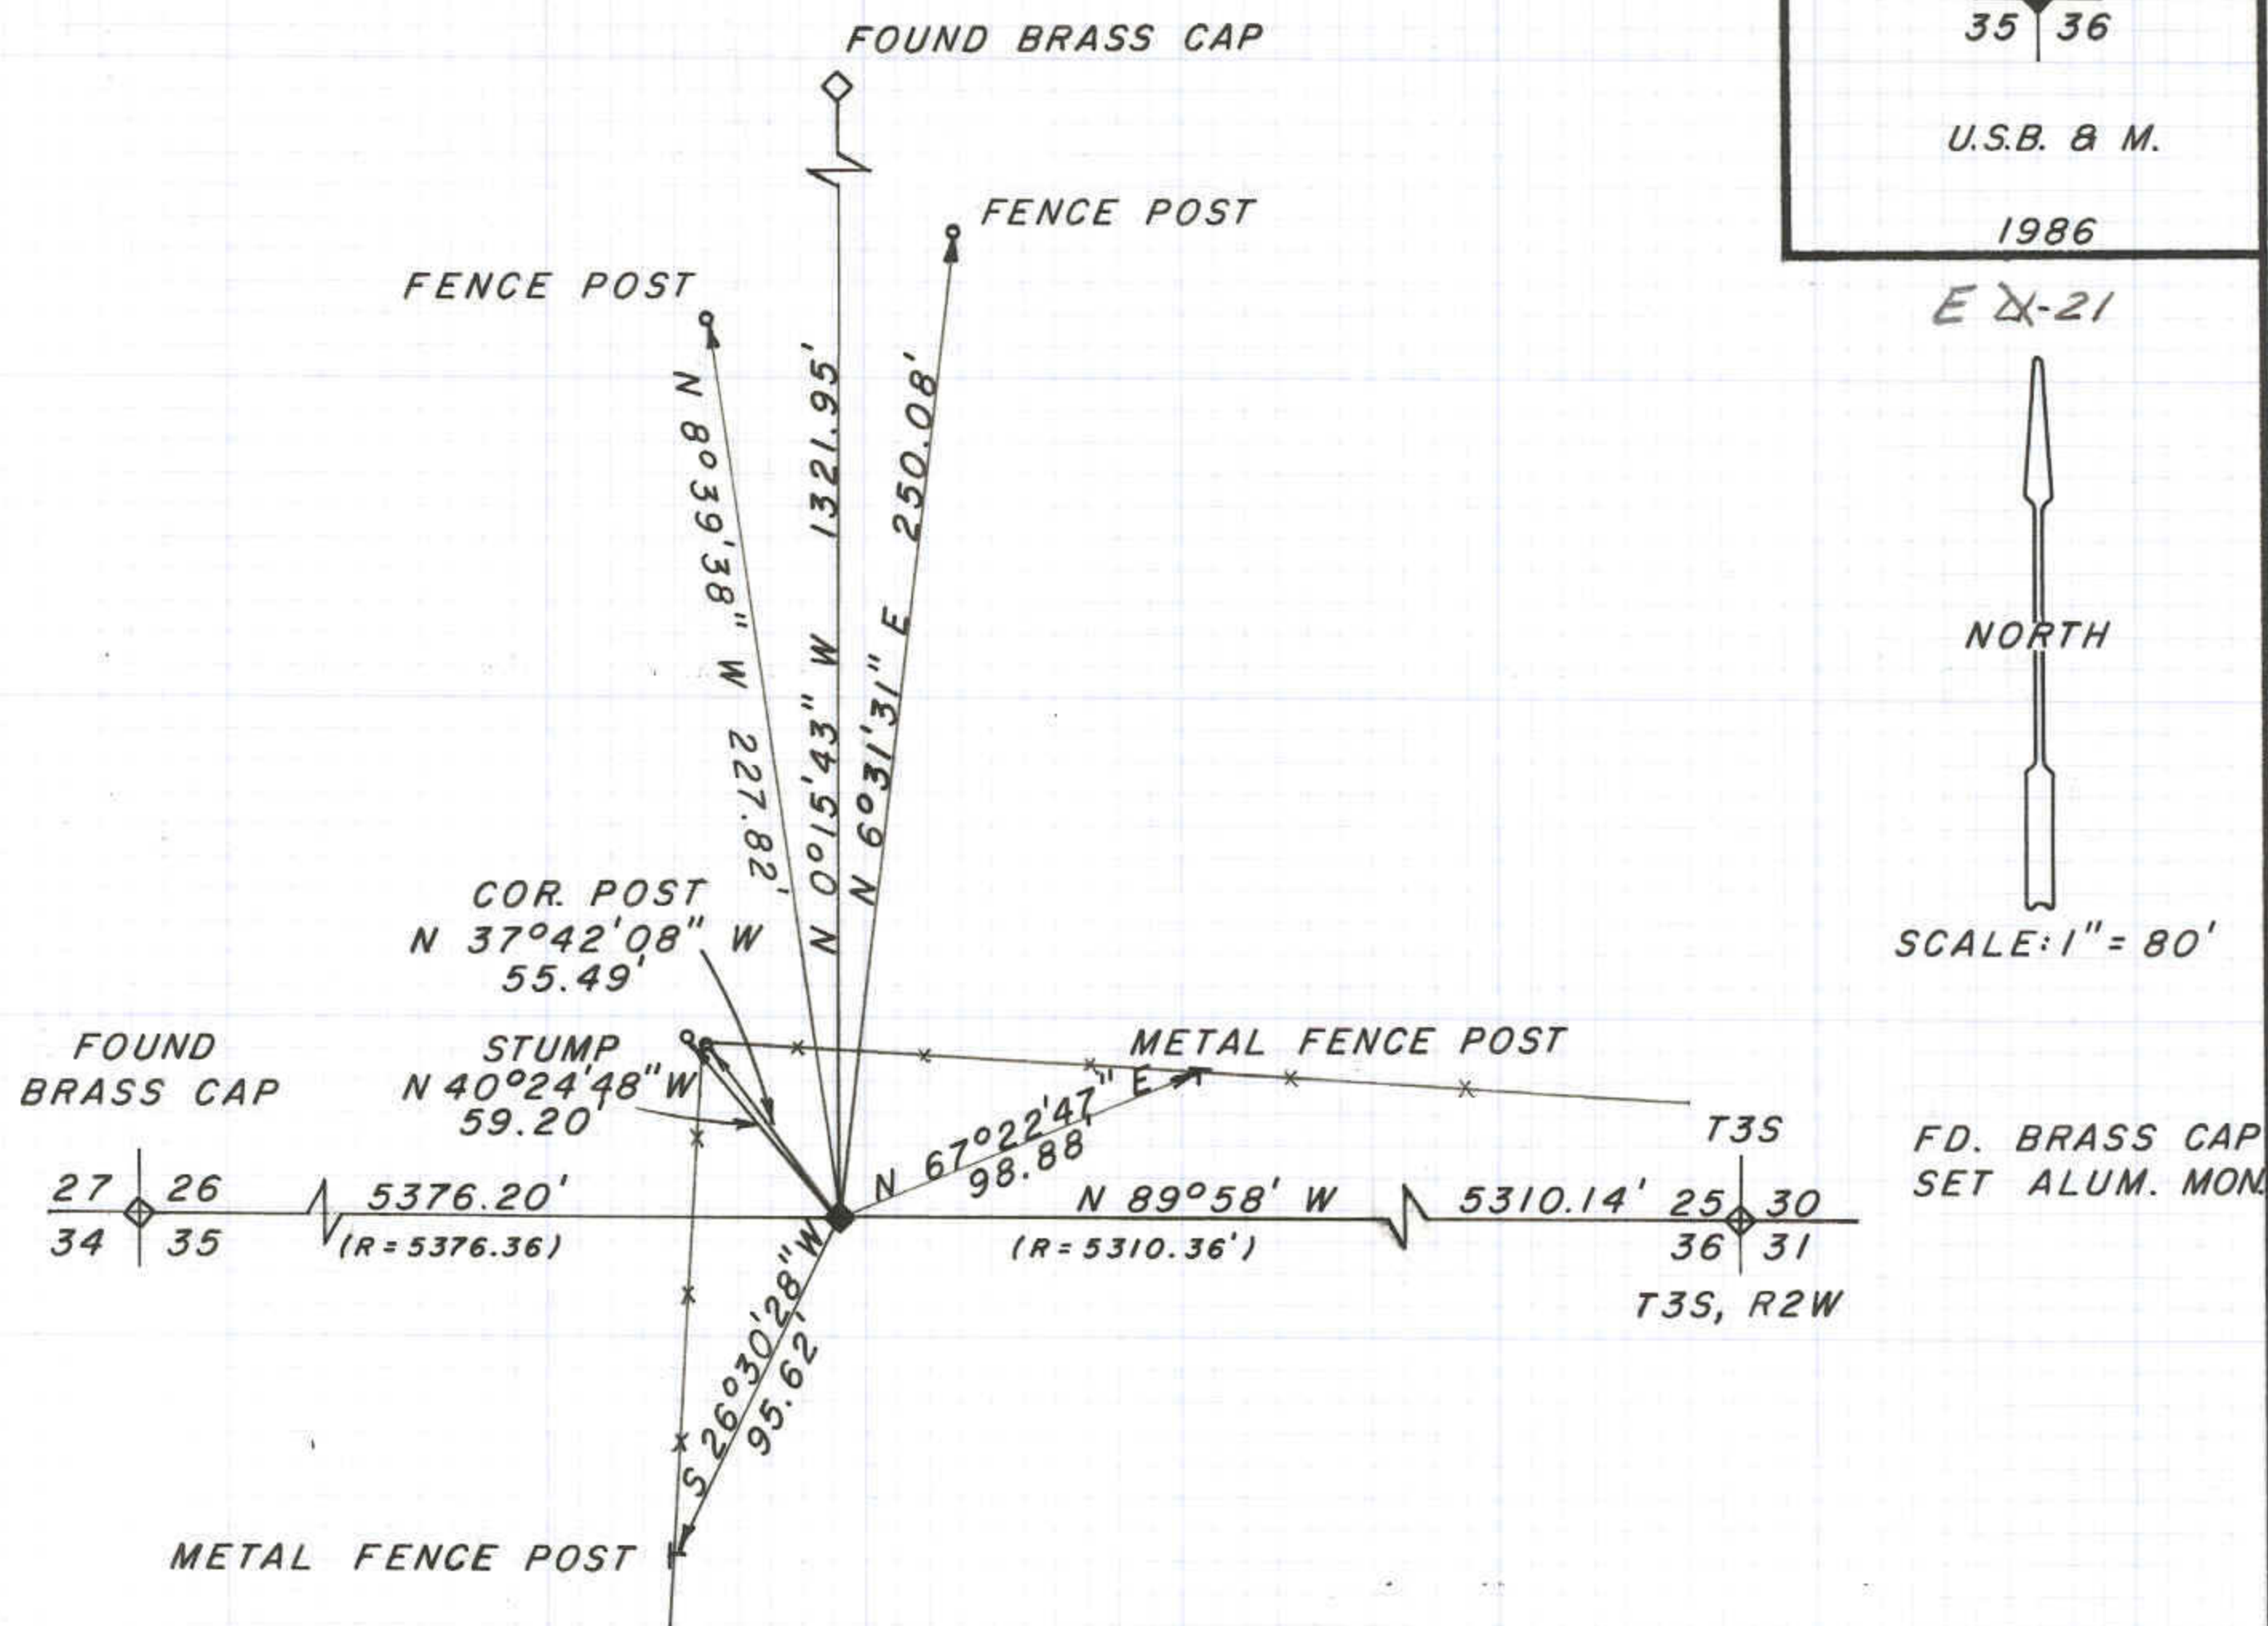 FOUND BRASS CAP
35 36
U.S.B. & M.
1986
FENCE POST
FENCE POST
N 8°39'38" W 227.82'
N 0°15'43" W 1321.95'
N 6°31'31" E 250.08'
NORTH
SCALE: 1" = 80'
COR. POST
N 37°42'08" W
55.49'
STUMP
N 40°24'48" W
59.20'
FOUND
BRASS CAP
METAL FENCE POST
N 67°22'47" E
98.88'
27 26
34 35
5376.20'
(R=5376.36)
N 89°58' W
5310.14'
(R=5310.36')
T3S
25 30
36 31
T3S, R2W
FD. BRASS CAP
SET ALUM. MON.
S 26°30'28" W
95.62'
METAL FENCE POST